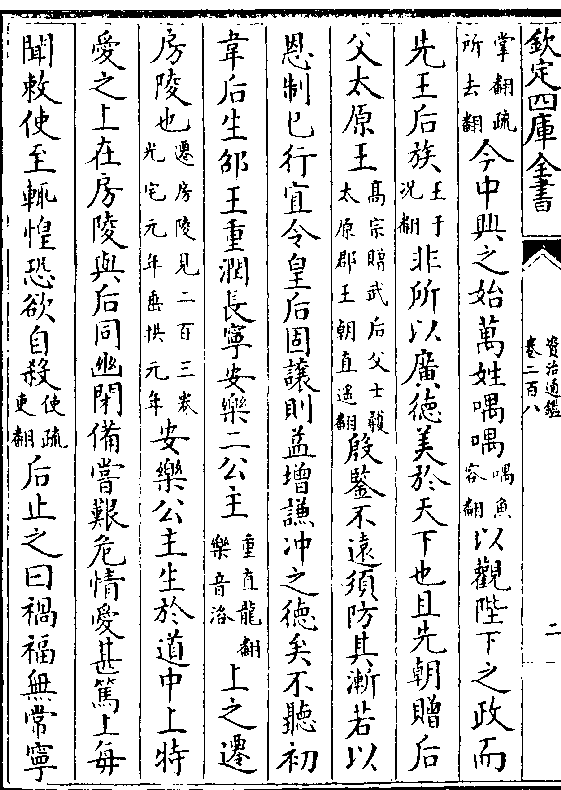 欽定四庫全書
資治通鑑
卷二百八
二
掌翻疏
所去翻
今中興之始萬姓喁喁
喁魚
容翻
以觀陛下之政而
先王后族
王于
况翻
非所以廣德美於天下也且先朝贈后
父太原王
高宗贈武后父士彠
太原郡王朝直遥翻
殷鑒不遠須防其漸若以
恩制已行宜令皇后固讓則益增謙冲之德矣不聽初
韋后生邵王重潤長寧安樂二公主
重直龍翻
樂音洛
上之遷
房陵也
遷房陵見二百三卷
光宅元年垂拱元年
安樂公主生於道中上特
愛之上在房陵與后同幽閉備嘗艱危情愛甚篤上每
聞敕使至輒惶恐欲自殺
使疏
吏翻
后止之曰禍福無常寧